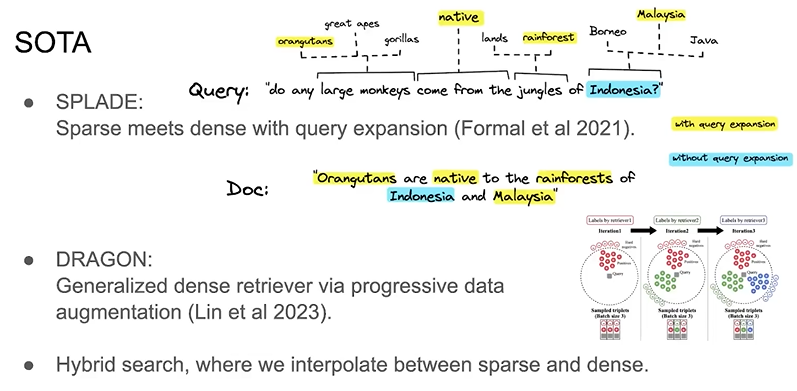 SOTA
great apes
orangutans
gorillas
native
lands
rainforest
Borneo
Malaysia
Java
Query: "do any large monkeys come from the jungles of Indonesia?"
● SPLADE:
Sparse meets dense with query expansion (Formal et al 2021).
with query expansion
without query expansion
Doc: "Orangutans are native to the rainforests of
Indonesia and Malaysia"
● DRAGON:
Generalized dense retriever via progressive data
augmentation (Lin et al 2023).
Labels by retriever1 Labels by retriever2 Labels by retriever3
Iteration1 Iteration2 Iteration3
Hard negatives Hard negatives Hard negatives
Positives Positives Positives
Query Query Query
Sampled triplets (Batch size 3) Sampled triplets (Batch size 3) Sampled triplets (Batch size 3)
● Hybrid search, where we interpolate between sparse and dense.